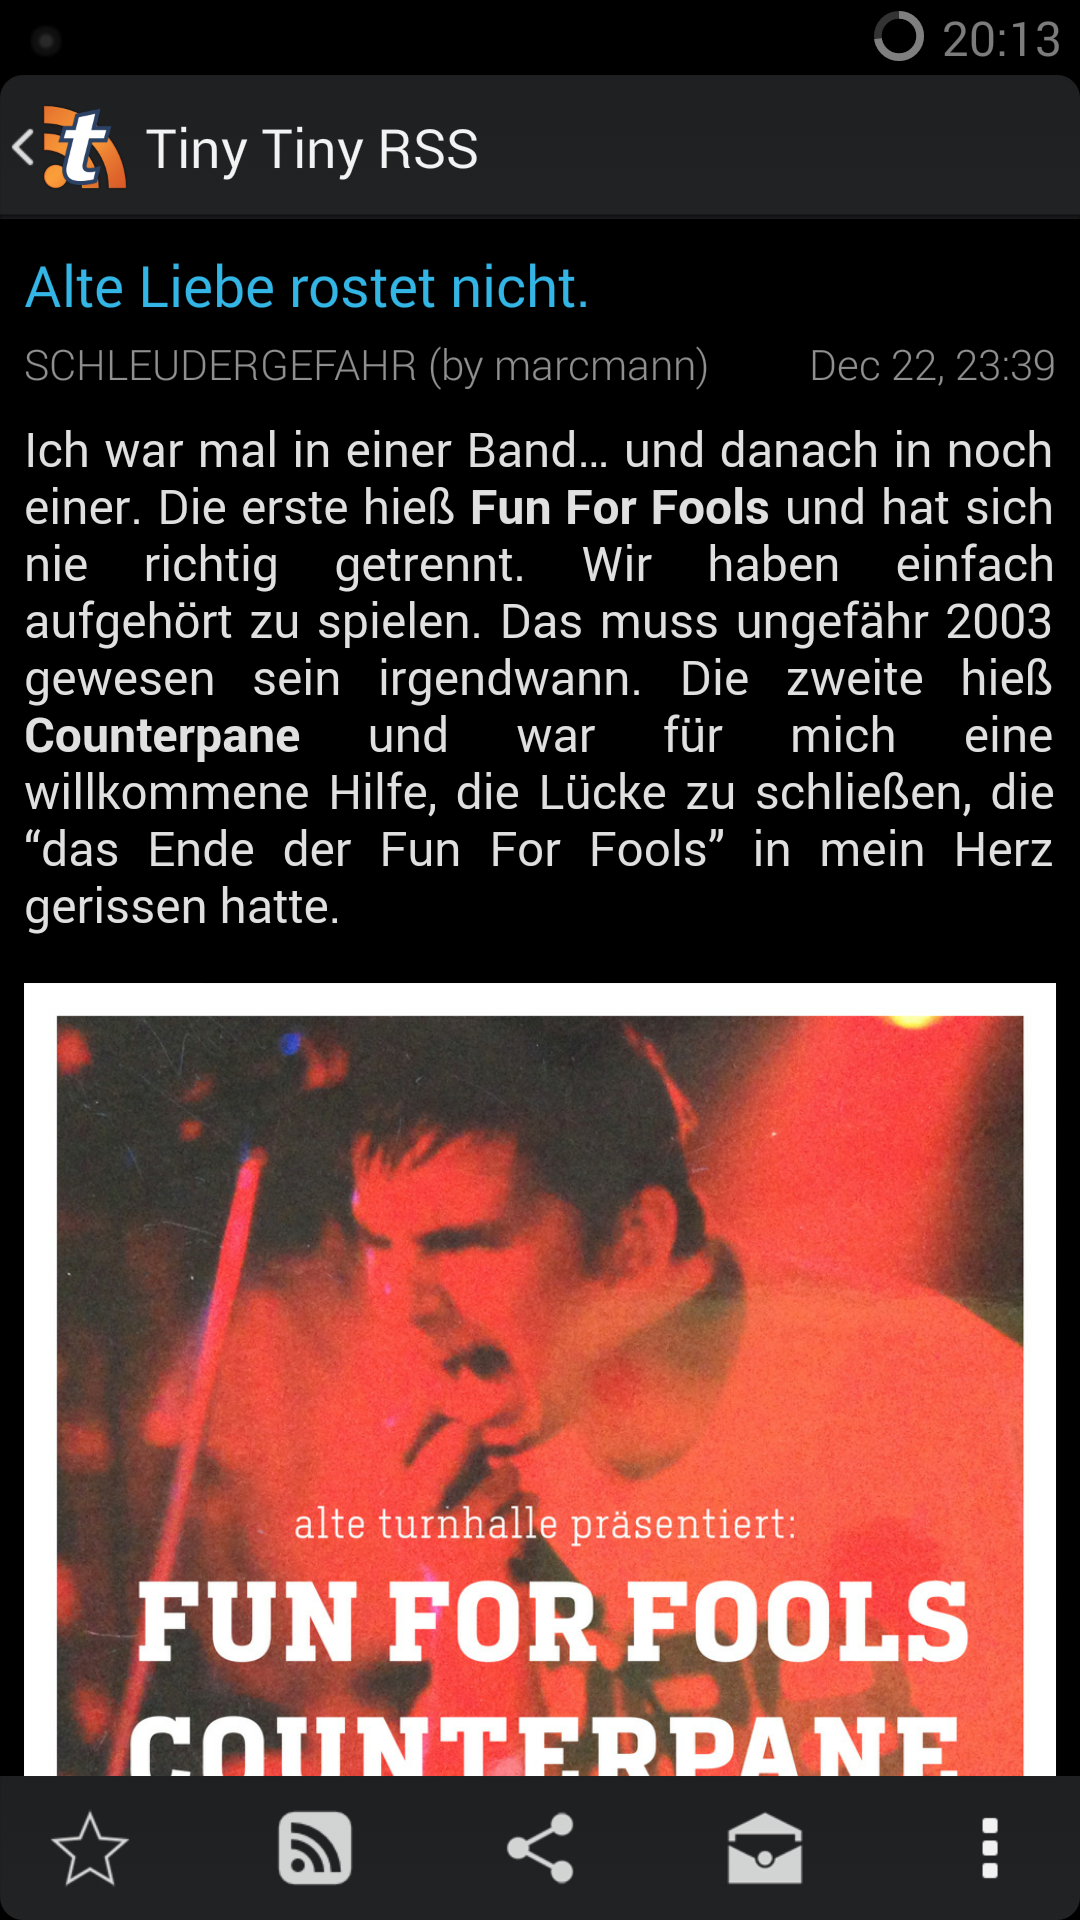 20:13
t Tiny Tiny RSS
Alte Liebe rostet nicht.
SCHLEUDERGEFAHR (by marcmann) Dec 22, 23:39
Ich war mal in einer Band… und danach in noch
einer. Die erste hieß Fun For Fools und hat sich
nie richtig getrennt. Wir haben einfach
aufgehört zu spielen. Das muss ungefähr 2003
gewesen sein irgendwann. Die zweite hieß
Counterpane und war für mich eine
willkommene Hilfe, die Lücke zu schließen, die
“das Ende der Fun For Fools” in mein Herz
gerissen hatte.
alte turnhalle präsentiert:
FUN FOR FOOLS
COUNTERPANE